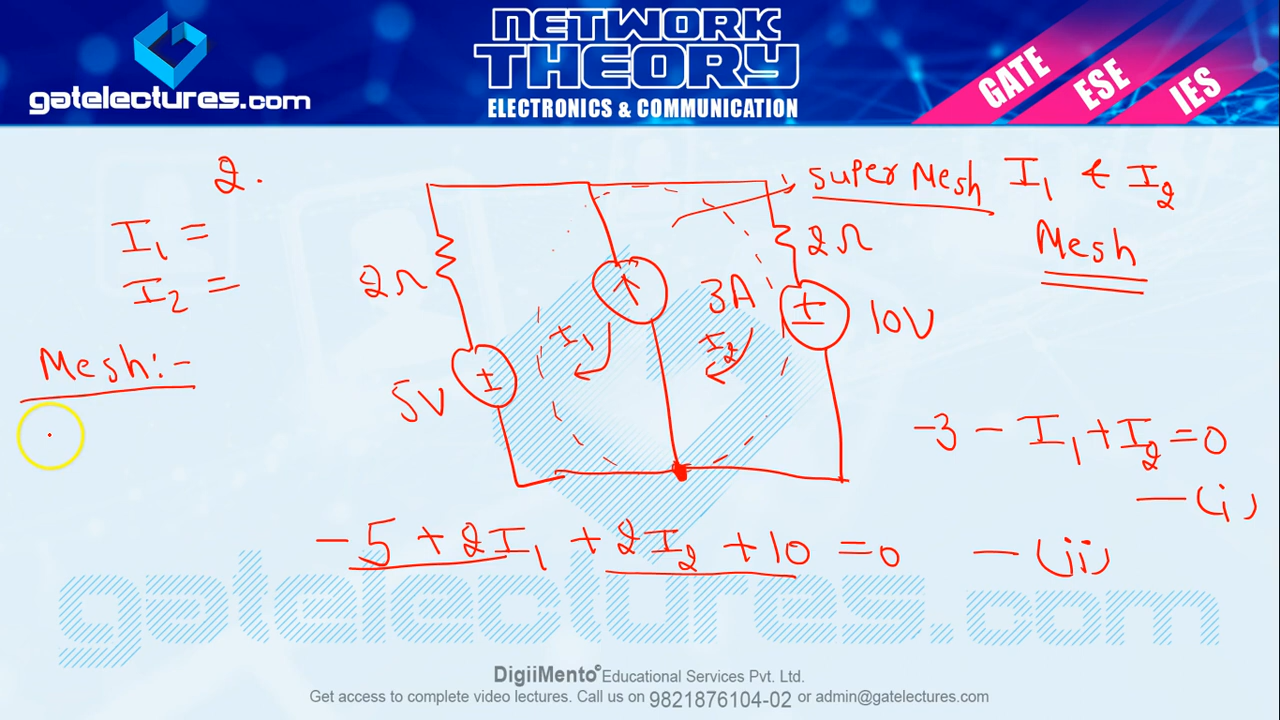 gatelectures.com
NETWORK
THEORY
ELECTRONICS & COMMUNICATION
GATE
ESE
IES
2.
super Mesh I₁ & I₂
Mesh
I₁ =
I₂ =
Mesh:-
2Ω
5V
I₁
3A
I₂
2Ω
10V
-3 - I₁ + I₂ = 0
—(i)
-5 + 2I₁ + 2I₂ + 10 = 0 —(ii)
gatelectures.com
DigiiMento© Educational Services Pvt. Ltd.
Get access to complete video lectures. Call us on 9821876104-02 or admin@gatelectures.com